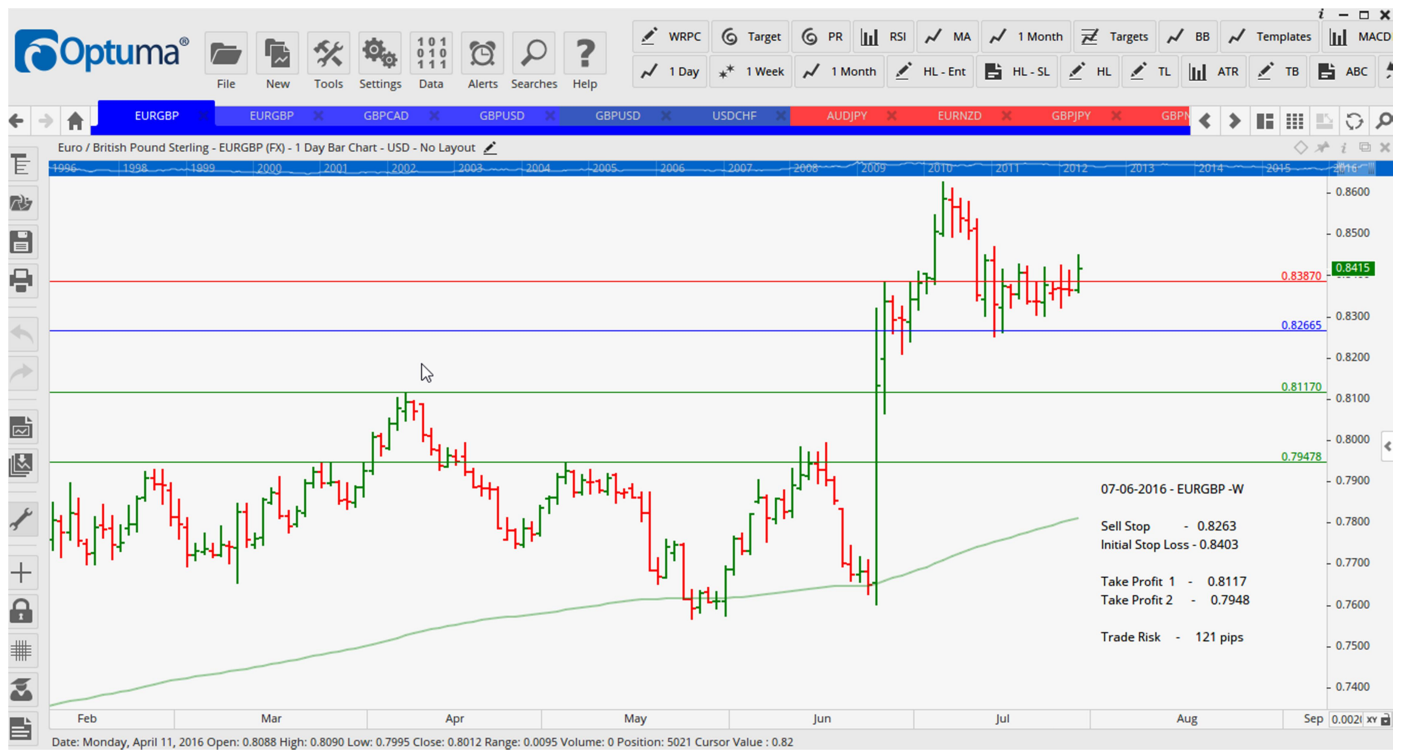 Optuma®
File New Tools Settings Data Alerts Searches Help
WRPC Target PR RSI MA 1 Month Targets BB Templates MACD
1 Day 1 Week 1 Month HL - Ent HL - SL HL TL ATR TB ABC
EURGBP EURGBP GBPCAD GBPUSD GBPUSD USDCHF AUDJPY EURNZD GBPJPY GBPN
Euro / British Pound Sterling - EURGBP (FX) - 1 Day Bar Chart - USD - No Layout
1996 1998 1999 2000 2001 2002 2003 2004 2005 2006 2007 2008 2009 2010 2011 2012 2013 2014 2015 2016
0.8600
0.8500
0.8415
0.83870
0.8300
0.82665
0.8200
0.81170
0.8100
0.8000
0.79478
0.7900
07-06-2016 - EURGBP -W
0.7800
Sell Stop - 0.8263
Initial Stop Loss - 0.8403
0.7700
Take Profit 1 - 0.8117
Take Profit 2 - 0.7948
0.7600
Trade Risk - 121 pips
0.7500
0.7400
Feb Mar Apr May Jun Jul Aug Sep XY
Date: Monday, April 11, 2016 Open: 0.8088 High: 0.8090 Low: 0.7995 Close: 0.8012 Range: 0.0095 Volume: 0 Position: 5021 Cursor Value : 0.82